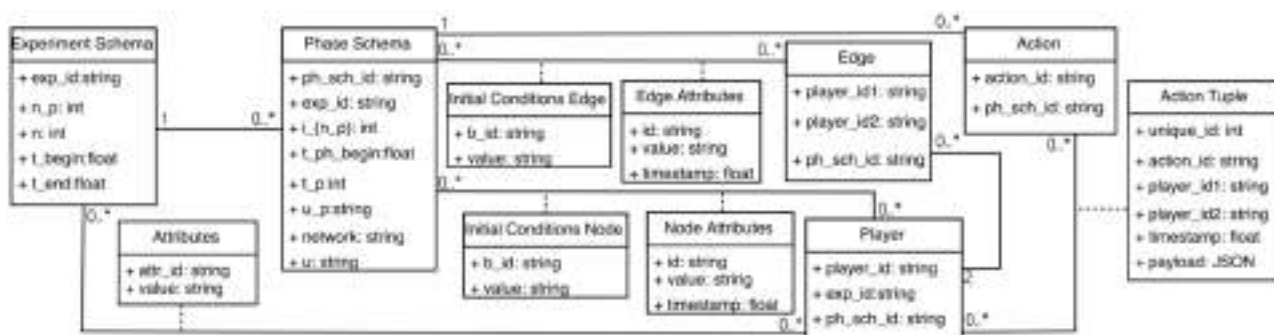 Experiment Schema
+ exp_id:string
+ n_p: int
+ n: int
+ t_begin:float
+ t_end:float
1
0..*
0..*
Phase Schema
+ ph_sch_id: string
+ exp_id: string
+ i_{n_p}: int
+ t_ph_begin:float
+ t_p:int
+ u_p:string
+ network: string
+ u: string
1
0..*
0..*
0..*
0..*
Initial Conditions Edge
+ b_id: string
+ value: string
Edge Attributes
+ id: string
+ value: string
+ timestamp: float
Edge
+ player_id1: string
+ player_id2: string
+ ph_sch_id: string
0..*
Action
+ action_id: string
+ ph_sch_id: string
0..*
Action Tuple
+ unique_id: int
+ action_id: string
+ player_id1: string
+ player_id2: string
+ timestamp: float
+ payload: JSON
Attributes
+ attr_id: string
+ value: string
Initial Conditions Node
+ b_id: string
+ value: string
Node Attributes
+ id: string
+ value: string
+ timestamp: float
0..*
Player
+ player_id: string
+ exp_id:string
+ ph_sch_id: string
2
0..*
0..*